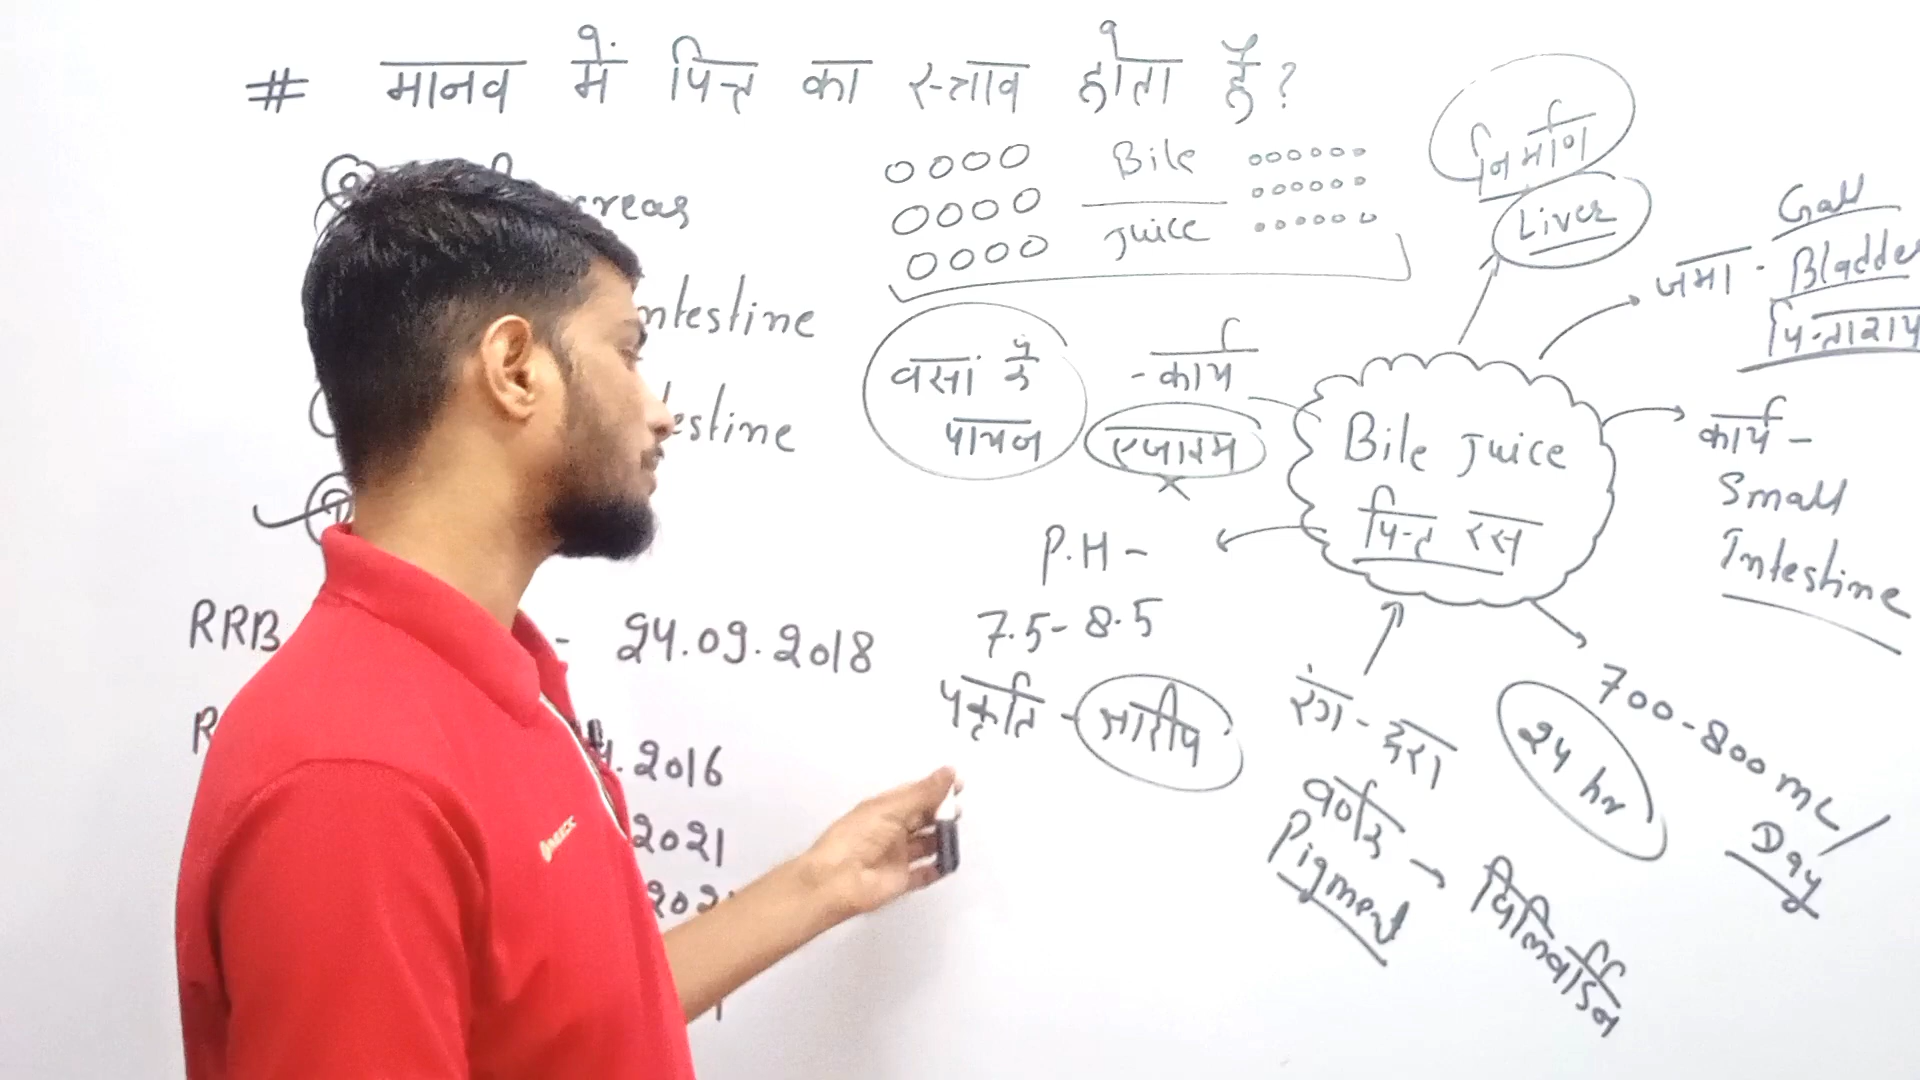 # मानव में पित्त का स्त्राव होता है?
creas
ntestine
estine
RRB - 24.09.2018
.2016
2021
202
Bile
Juice
निर्माण
Liver
जमा - Gall
Bladder
पित्ताशय
वसा के
पाचन
- कार्य
एंजाइम
Bile Juice
पित्त रस
कार्य -
Small
Intestine
P.H -
7.5 - 8.5
प्रकृति - क्षारीय
रंग - हरा
वर्णक
Pigment
→ बिलिरुबिन
700-800 ML/
Day
24 hr